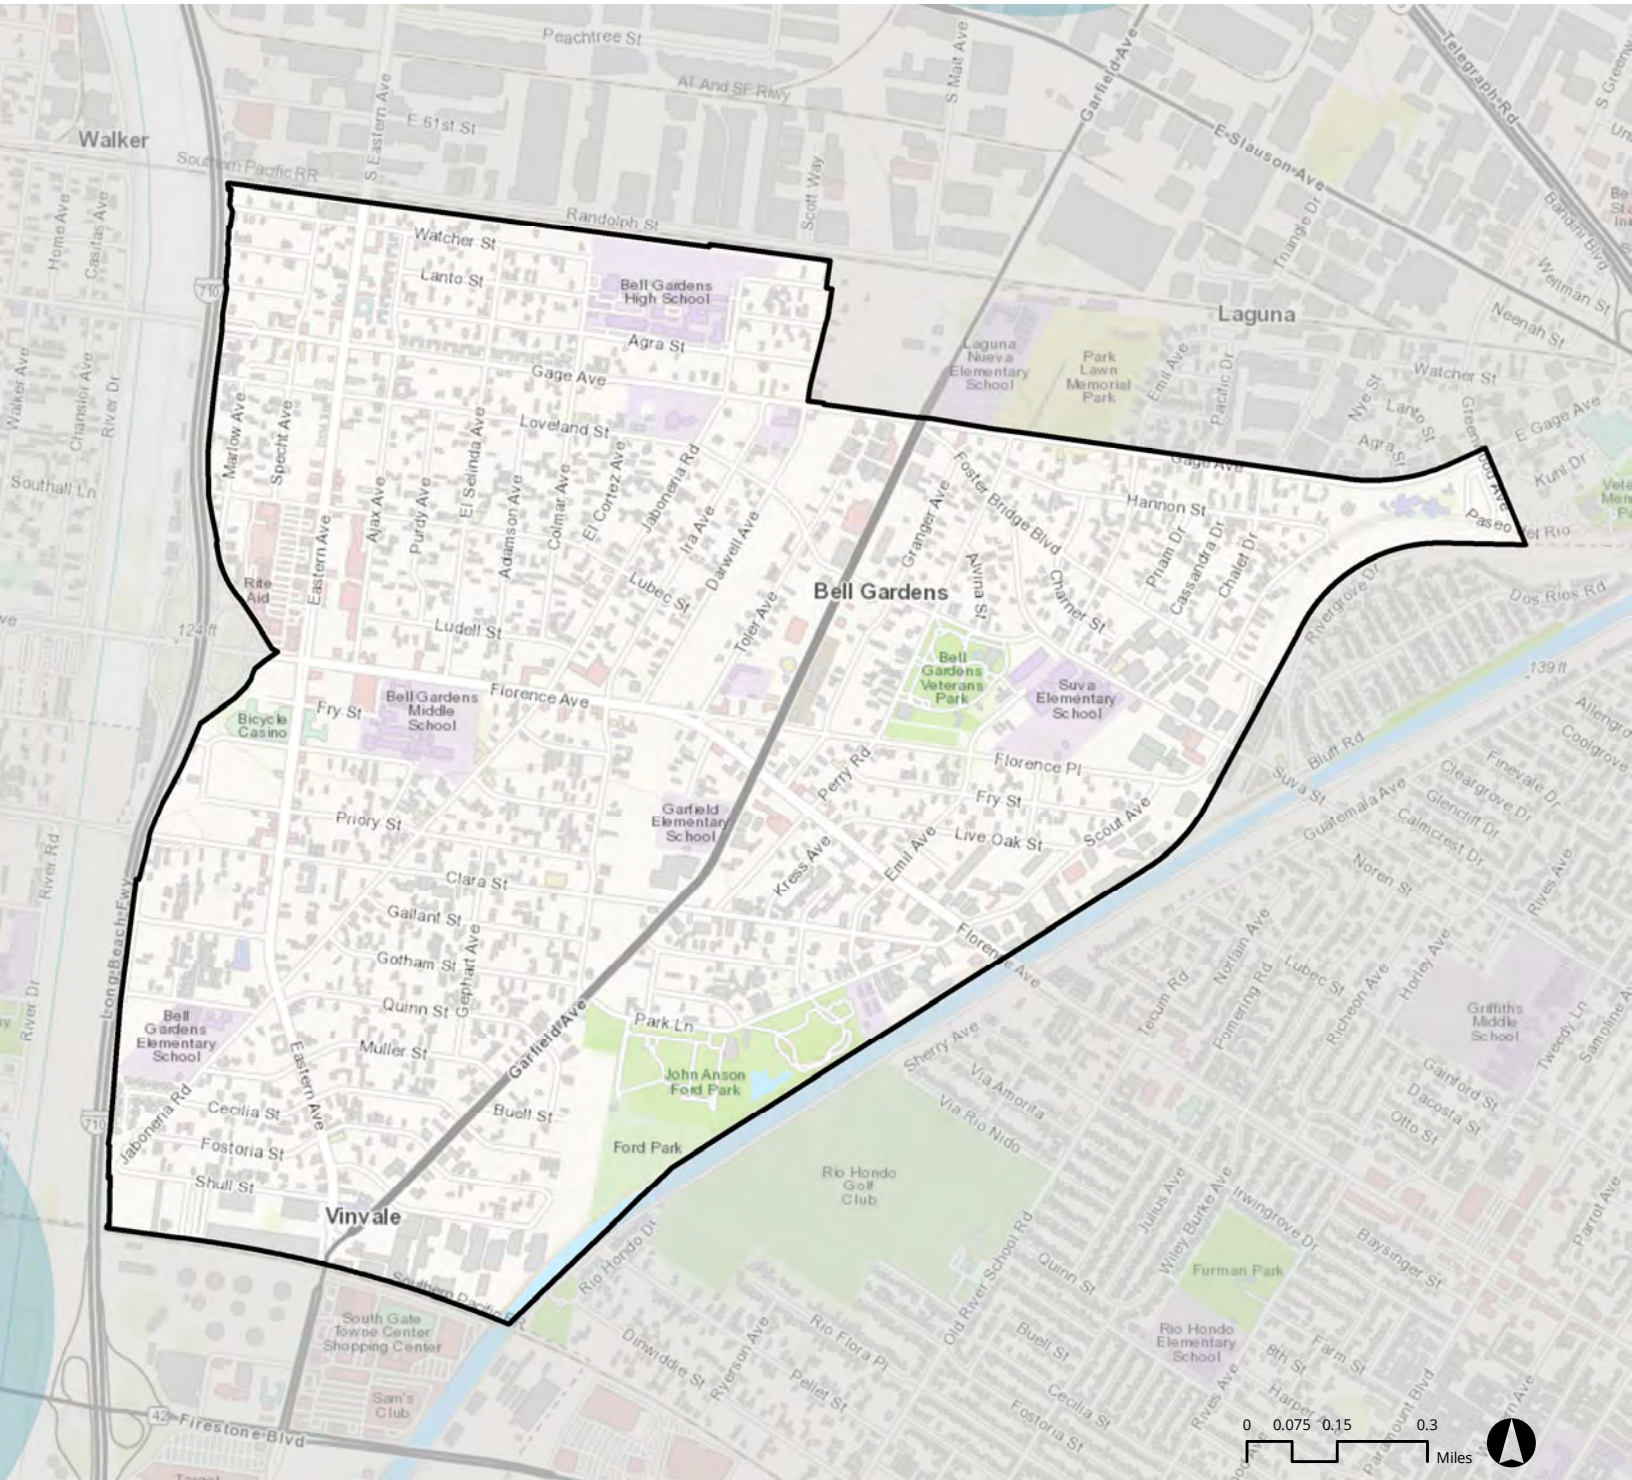 Peachtree St
S Mait Ave
Garfield Ave
Telegraph Rd
S Eastern Ave
AT And SF Rlwy
E 61st St
E Slauson Ave
Walker
Southern Pacific RR
Scott Way
Home Ave
Casitas Ave
Randolph St
Triangle Dr
Bandini Blvd
Watcher St
Wenman St
Lanto St
Bell Gardens
High School
710
Laguna
Neenah St
Agra St
Laguna
Nueva
Elementary
School
Park
Lawn
Memorial
Park
Emil Ave
Pacific Dr
Walker Ave
Chansior Ave
River Dr
Gage Ave
Watcher St
Nye St
Lanto St
E Gage Ave
Marlow Ave
Specht Ave
Loveland St
Agra St
Gage Ave
Kuhl Dr
Southall Ln
El Selinda Ave
El Cortez Ave
Jaboneria Rd
Foster Bridge Blvd
Hannon St
Paseo
Ajax Ave
Purdy Ave
Adamson Ave
Colmar Ave
Ira Ave
Darwell Ave
Granger Ave
Eastern Ave
Priam Dr
Cassandra Dr
Chalet Dr
Alvina St
Charnet St
Rite
Aid
Lubec St
Bell Gardens
Toler Ave
Rivergrove Dr
Dos Rios Rd
124 ft
Ludell St
139 ft
Bell
Gardens
Veterans
Park
Suva
Elementary
School
Florence Ave
Bell Gardens
Middle
School
Fry St
Bicycle
Casino
Florence Pl
Perry Rd
Bluff Rd
Suva St
Coolgrove
Finevale Dr
Cleargrove Dr
Glencliff Dr
Calmcrest Dr
Guatemala Ave
Fry St
Priory St
Garfield
Elementary
School
Live Oak St
Scout Ave
Kress Ave
Emil Ave
Noren St
Rives Ave
River Rd
Clara St
Gallant St
Gotham St
Gephart Ave
Quinn St
Florence Ave
Norlain Ave
Lubec St
Horley Ave
Tecum Rd
Pomering Rd
Richeon Ave
Long Beach Fwy
River Dr
Bell
Gardens
Elementary
School
Park Ln
Griffiths
Middle
School
Tweedy Ln
Muller St
Eastern Ave
Garfield Ave
Sherry Ave
John Anson
Ford Park
Via Amorita
Via Rio Nido
Gainford St
Dacosta St
Otto St
710
Jaboneria Rd
Cecilia St
Buell St
Fostoria St
Ford Park
Shull St
Rio Hondo
Golf
Club
Julius Ave
Wiley Burke Ave
Irwingrove Dr
Parrot Ave
Vinvale
Baysinger St
Rio Hondo Dr
Old River School Rd
Quinn St
Furman Park
Southern Pacific RR
South Gate
Towne Center
Shopping Center
Dinwiddie St
Ryerson Ave
Rio Flora Pl
Buell St
Rio Hondo
Elementary
School
Farm St
8th St
Pellet St
Sam's
Club
Cecilia St
Fostoria St
Rives Ave
Harper
Paramount Blvd
42
Firestone Blvd
Target
0 0.075 0.15 0.3
Miles